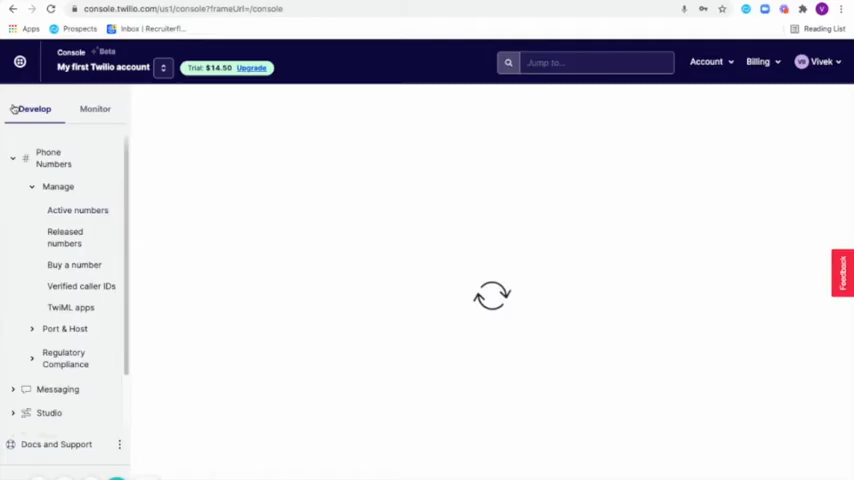 console.twilio.com/us1/console?frameUrl=/console
Apps
Prospects
Inbox | Recruiterfl...
Reading List
V
Console
Beta
My first Twilio account
Trial: $14.50 Upgrade
Jump to...
Account
Billing
VB
Vivek
Develop
Monitor
Phone
Numbers
Manage
Active numbers
Released
numbers
Buy a number
Verified caller IDs
TwiML apps
Port & Host
Regulatory
Compliance
Messaging
Studio
Docs and Support
Feedback